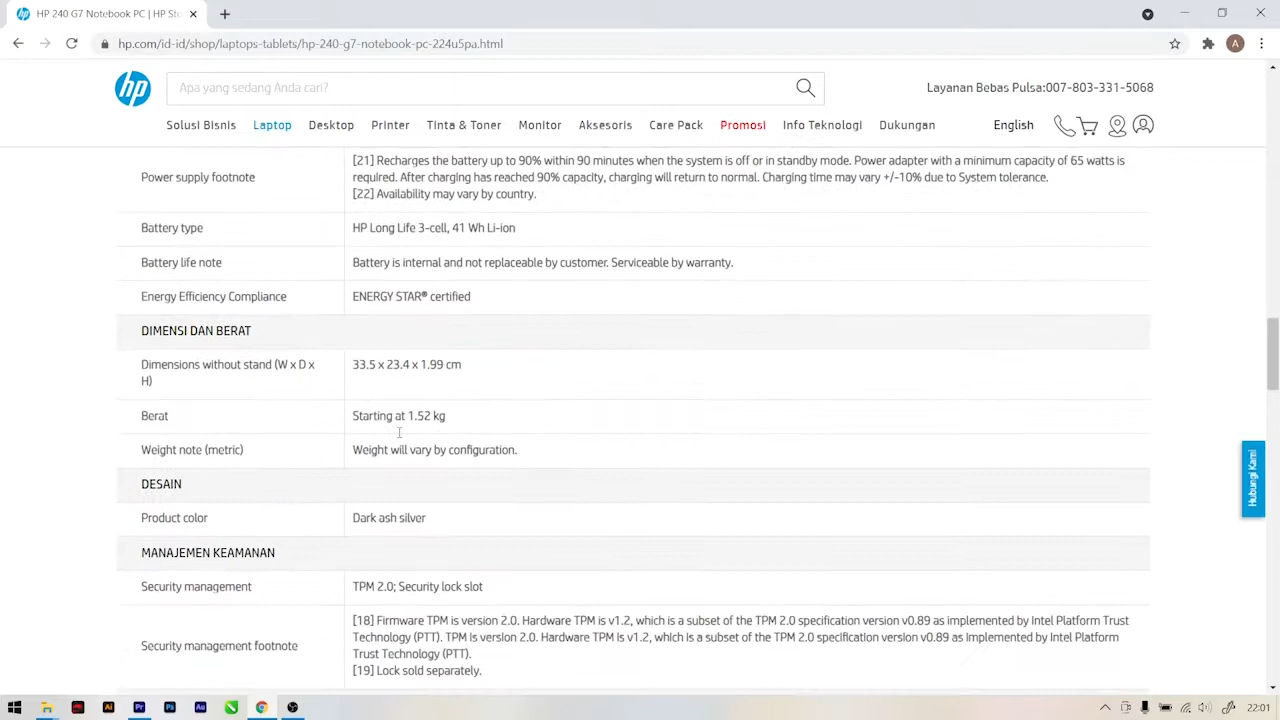 HP 240 G7 Notebook PC | HP St
hp.com/id-id/shop/laptops-tablets/hp-240-g7-notebook-pc-224u5pa.html
A
hp
Apa yang sedang Anda cari?
Layanan Bebas Pulsa:007-803-331-5068
Solusi Bisnis Laptop Desktop Printer Tinta & Toner Monitor Aksesoris Care Pack Promosi Info Teknologi Dukungan English
Power supply footnote
[21] Recharges the battery up to 90% within 90 minutes when the system is off or in standby mode. Power adapter with a minimum capacity of 65 watts is
required. After charging has reached 90% capacity, charging will return to normal. Charging time may vary +/-10% due to System tolerance.
[22] Availability may vary by country.
Battery type HP Long Life 3-cell, 41 Wh Li-ion
Battery life note Battery is internal and not replaceable by customer. Serviceable by warranty.
Energy Efficiency Compliance ENERGY STAR® certified
DIMENSI DAN BERAT
Dimensions without stand (W x D x
H)
33.5 x 23.4 x 1.99 cm
Berat Starting at 1.52 kg
Weight note (metric) Weight will vary by configuration.
DESAIN
Product color Dark ash silver
MANAJEMEN KEAMANAN
Security management TPM 2.0; Security lock slot
Security management footnote
[18] Firmware TPM is version 2.0. Hardware TPM is v1.2, which is a subset of the TPM 2.0 specification version v0.89 as implemented by Intel Platform Trust
Technology (PTT). TPM is version 2.0. Hardware TPM is v1.2, which is a subset of the TPM 2.0 specification version v0.89 as implemented by Intel Platform
Trust Technology (PTT).
[19] Lock sold separately.
Hubungi Kami
Ai Pr Ps Au
22:01